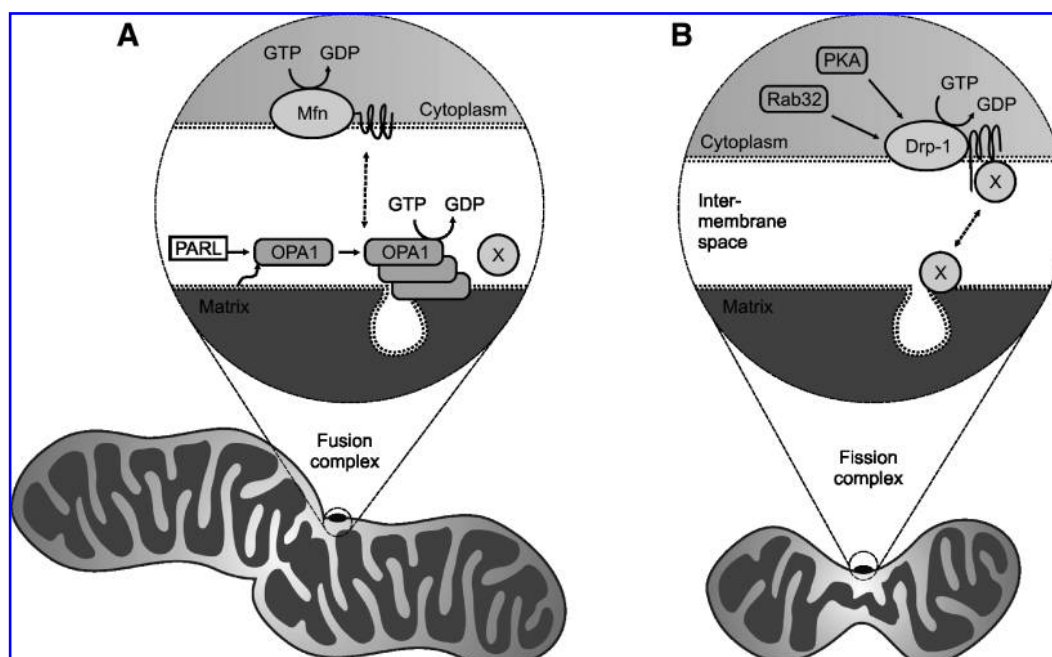 A
GTP
GDP
Mfn
Cytoplasm
GTP
GDP
PARL
OPA1
OPA1
X
Matrix
Fusion
complex
B
PKA
GTP
Rab32
GDP
Drp-1
Cytoplasm
X
Inter-
membrane
space
X
Matrix
Fission
complex